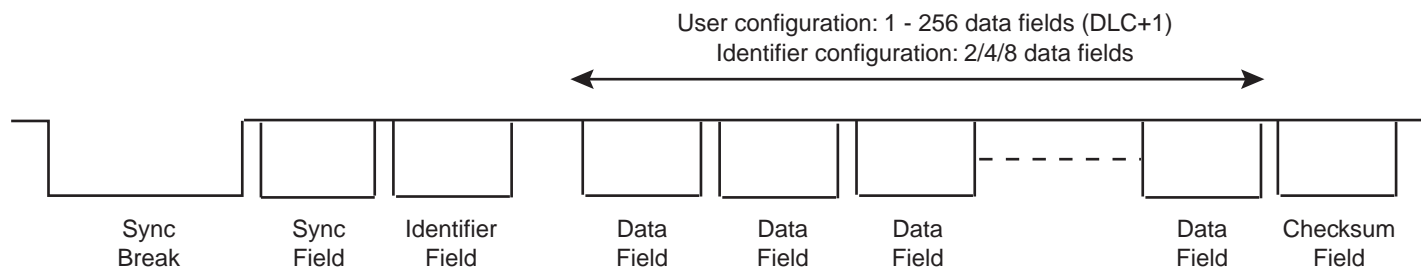 User configuration: 1 - 256 data fields (DLC+1)
Identifier configuration: 2/4/8 data fields
Sync
Break
Sync
Field
Identifier
Field
Data
Field
Data
Field
Data
Field
Data
Field
Checksum
Field